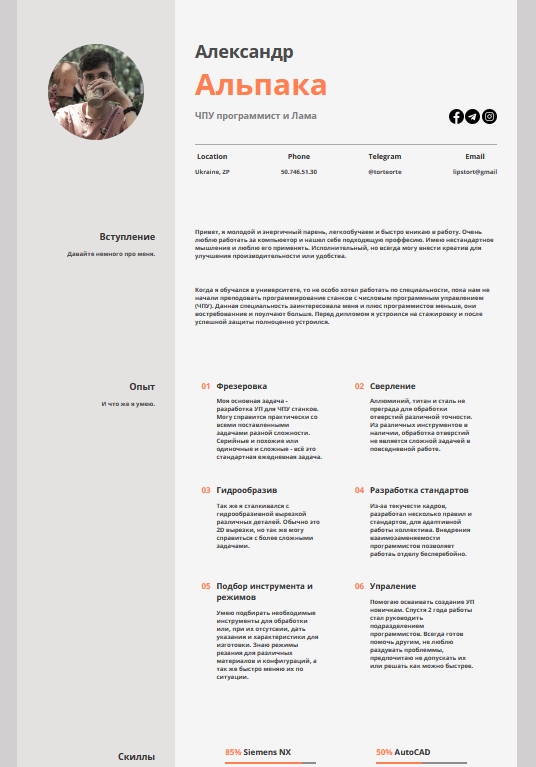 Александр
Альпака
ЧПУ программист и Лама
Location
Phone
Telegram
Email
Ukraine, ZP
50.746.51.30
@torteorte
lipstort@gmail
Вступление
Давайте немного про меня.
Привет, я молодой и энергичный парень, легкообучаем и быстро вникаю в работу. Очень
люблю работать за компьютор и нашел себе подходящую проффесию. Имею нестандартное
мышление и люблю его применять. Исполнительный, но всегда могу внести креатив для
улучшения производительности или удобства.
Когда я обучался в университете, то не особо хотел работать по специальности, пока нам не
начали преподовать программирование станков с числовым программным управлением
(ЧПУ). Данная специальность заинтересовала меня и плюс программистов меньше, они
востребованние и поулчают больше. Перед дипломом я устроился на стажировку и после
успешной защиты полноценно устроился.
Опыт
И что же я умею.
01 Фрезеровка
Моя основная задача -
разработка УП для ЧПУ станков.
Могу справится практически со
всеми поставленными
задачами разной сложности.
Серийные и похожие или
одиночные и сложные - всё это
стандартная ежедневная задача.
02 Сверление
Аллюминий, титан и сталь не
преграда для обработки
отверстий различной точности.
Из различных инструментов в
наличии, обработка отверстий
не является сложной задачей в
повседневной работе.
03 Гидрообразив
Так же я сталкивался с
гидрообразивной вырезкой
различных деталей. Обычно это
2D вырезки, но так же могу
справиться с более сложными
задачами.
04 Разработка стандартов
Из-за текучести кадров,
разработал несколько правил и
стандартов, для адаптивной
работы коллектива. Внедрения
взаимозаменяемости
программистов позволяет
работаь отделу бесперебойно.
05 Подбор инструмента и
режимов
Умею подбирать необходимые
инструменты для обработки
или, при их отсутсвии, дать
указания и характеристики для
изготовки. Знаю режимы
резания для различных
материалов и конфигураций, а
так же быстро меняю их по
ситуации.
06 Упраление
Помогаю осваивать создание УП
новичкам. Спустя 2 года работы
стал руководить
подразделением
программистов. Всегда готов
помочь другим, не люблю
раздувать проблеммы,
предпочитаю не допускать их
или решать как можно быстрее.
Скиллы
85% Siemens NX
50% AutoCAD